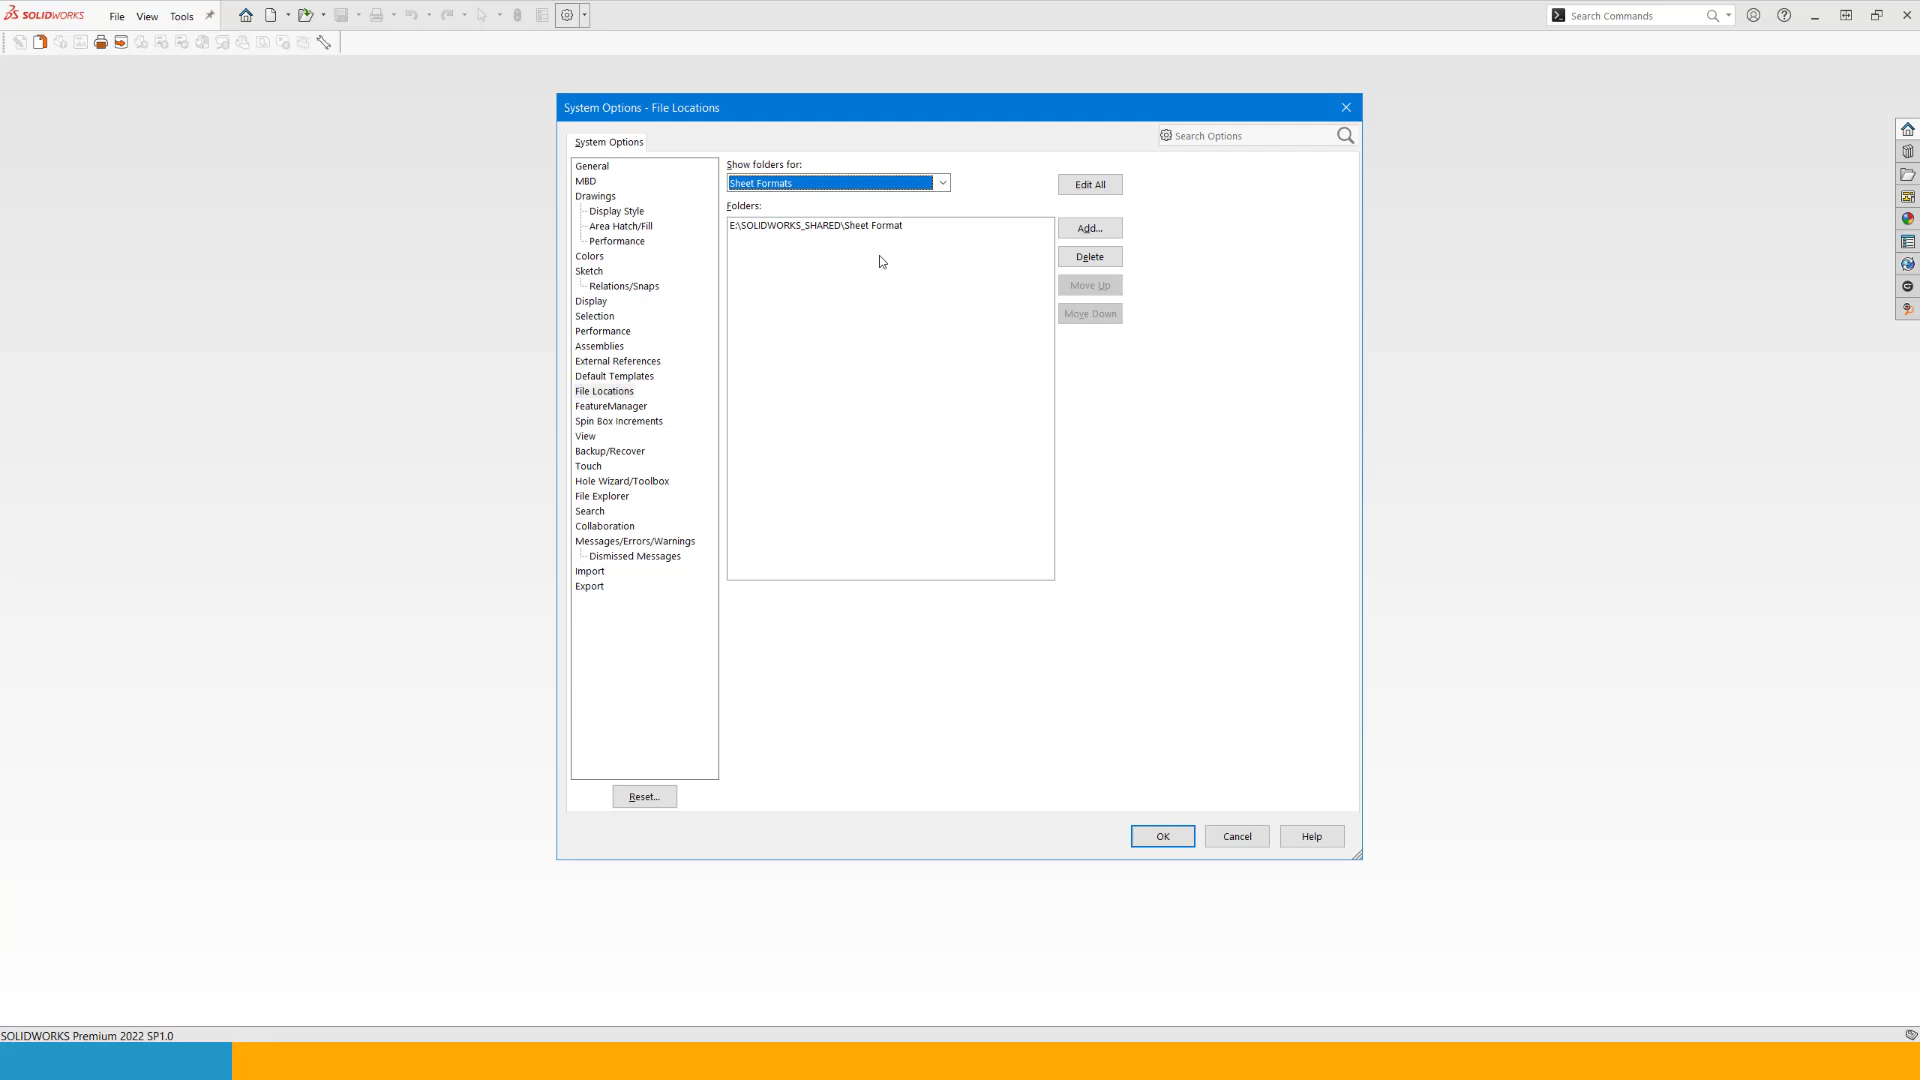 SOLIDWORKS File View Tools Search Commands
System Options - File Locations
System Options Search Options
General
MBD
Drawings
Display Style
Area Hatch/Fill
Performance
Colors
Sketch
Relations/Snaps
Display
Selection
Performance
Assemblies
External References
Default Templates
File Locations
FeatureManager
Spin Box Increments
View
Backup/Recover
Touch
Hole Wizard/Toolbox
File Explorer
Search
Collaboration
Messages/Errors/Warnings
Dismissed Messages
Import
Export
Reset...
Show folders for:
Sheet Formats
Folders:
E:\SOLIDWORKS_SHARED\Sheet Format
Edit All
Add...
Delete
Move Up
Move Down
OK Cancel Help
SOLIDWORKS Premium 2022 SP1.0